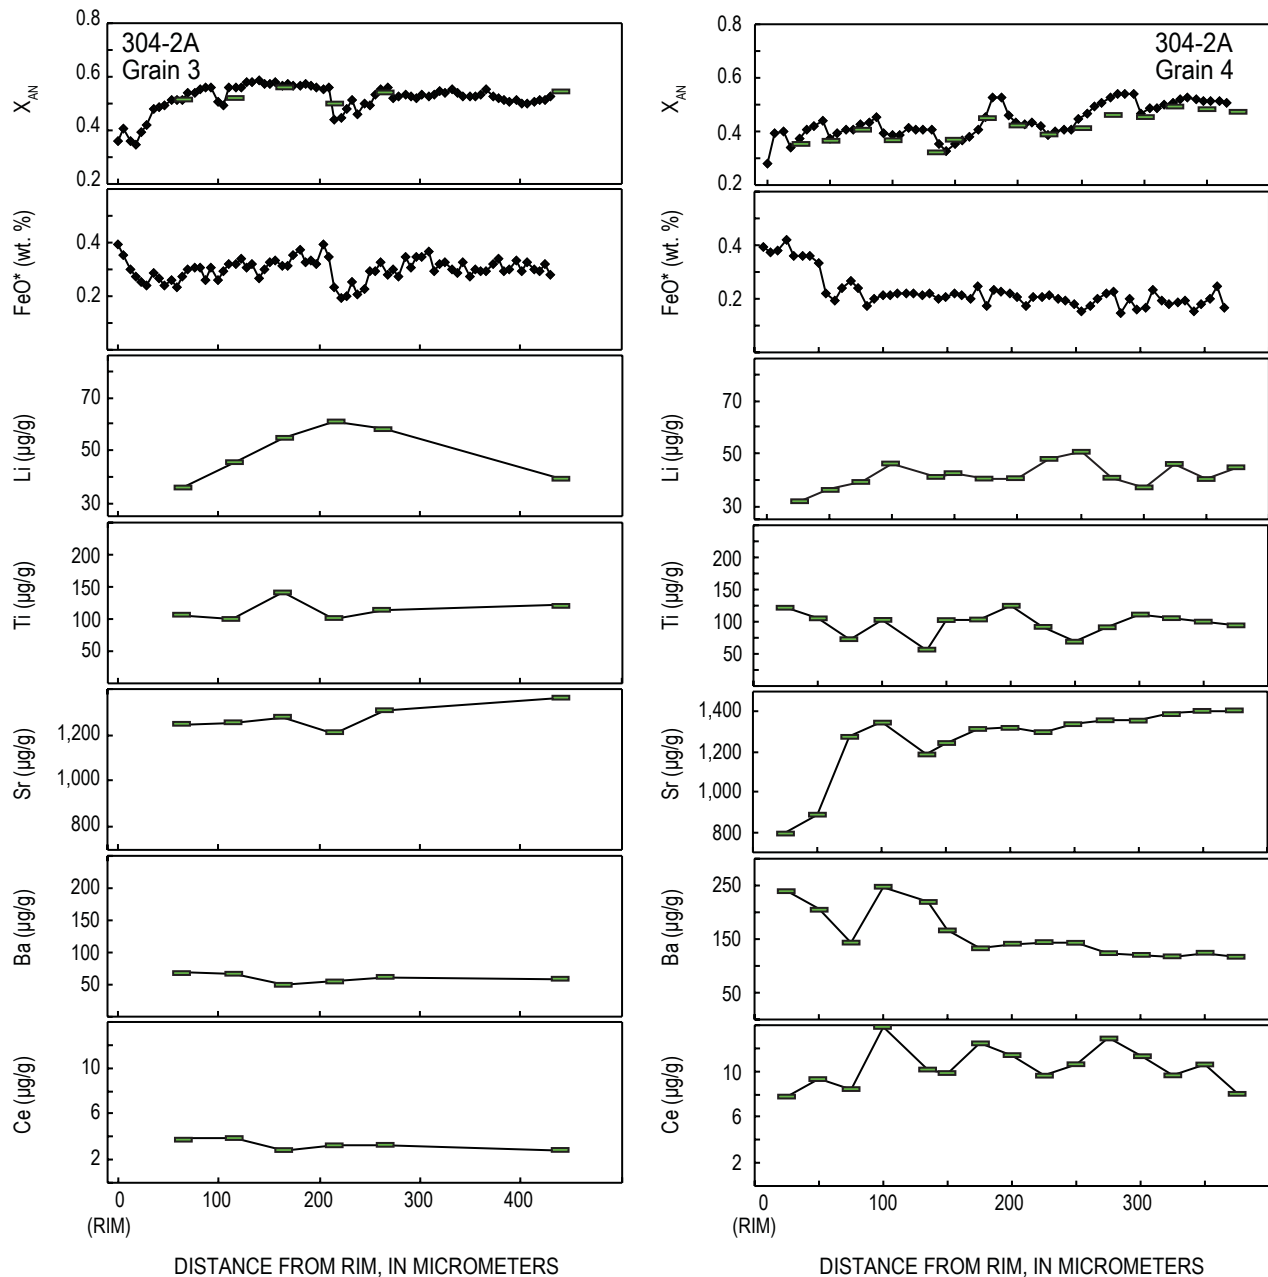 304-2A
Grain 3
X AN
0.8
0.6
0.4
0.2
FeO* (wt. %)
0.4
0.2
Li (µg/g)
70
50
30
Ti (µg/g)
200
150
100
50
Sr (µg/g)
1,200
1,000
800
Ba (µg/g)
200
150
100
50
Ce (µg/g)
10
6
2
0 100 200 300 400
(RIM)
DISTANCE FROM RIM, IN MICROMETERS
304-2A
Grain 4
X AN
0.8
0.6
0.4
0.2
FeO* (wt. %)
0.4
0.2
Li (µg/g)
70
50
30
Ti (µg/g)
200
150
100
50
Sr (µg/g)
1,400
1,200
1,000
800
Ba (µg/g)
250
150
50
Ce (µg/g)
10
6
2
0 100 200 300
(RIM)
DISTANCE FROM RIM, IN MICROMETERS